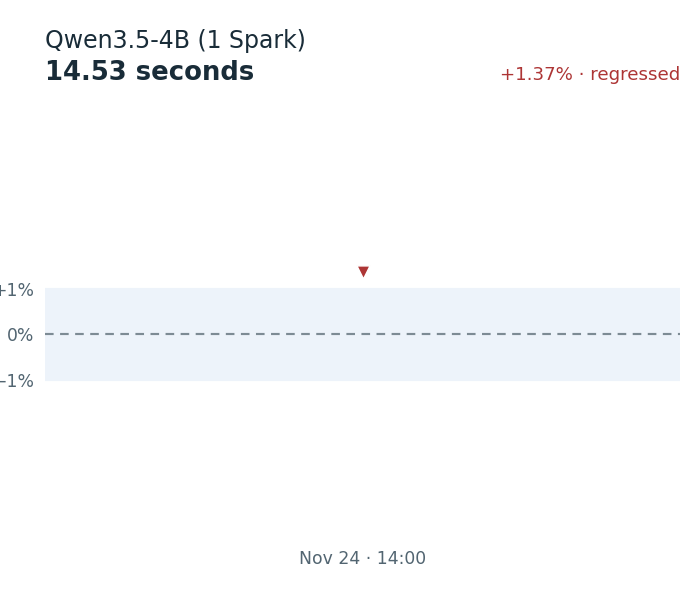 Qwen3.5-4B (1 Spark)
14.53 seconds
+1.37% · regressed
+1%
0%
−1%
Nov 24 · 14:00